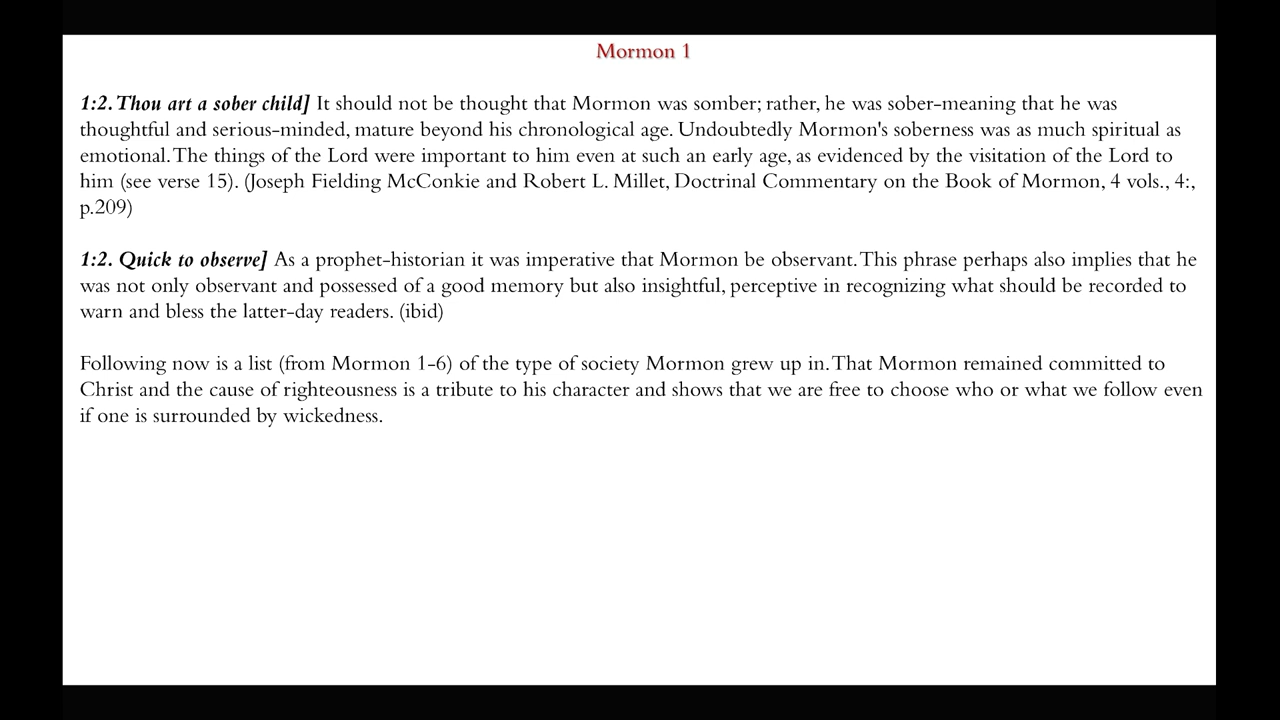 Mormon 1
1:2. Thou art a sober child] It should not be thought that Mormon was somber; rather, he was sober-meaning that he was
thoughtful and serious-minded, mature beyond his chronological age. Undoubtedly Mormon's soberness was as much spiritual as
emotional. The things of the Lord were important to him even at such an early age, as evidenced by the visitation of the Lord to
him (see verse 15). (Joseph Fielding McConkie and Robert L. Millet, Doctrinal Commentary on the Book of Mormon, 4 vols., 4:,
p.209)
1:2. Quick to observe] As a prophet-historian it was imperative that Mormon be observant. This phrase perhaps also implies that he
was not only observant and possessed of a good memory but also insightful, perceptive in recognizing what should be recorded to
warn and bless the latter-day readers. (ibid)
Following now is a list (from Mormon 1-6) of the type of society Mormon grew up in. That Mormon remained committed to
Christ and the cause of righteousness is a tribute to his character and shows that we are free to choose who or what we follow even
if one is surrounded by wickedness.